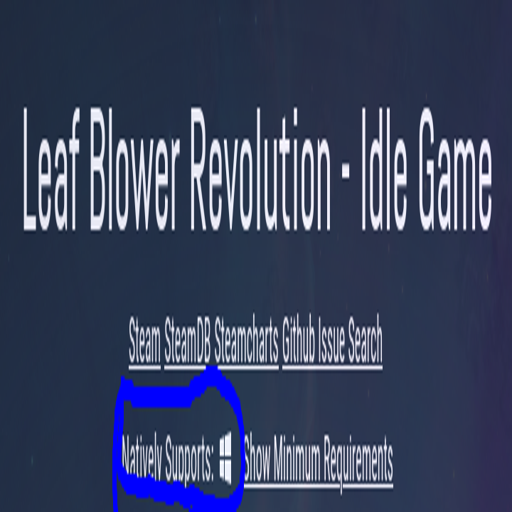 Leaf Blower Revolution - Idle Game
Steam SteamDB Steamcharts Github Issue Search
Natively Supports: Show Minimum Requirements